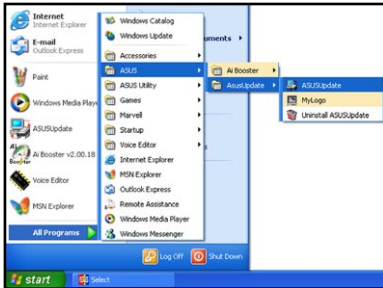 Internet
Internet Explorer
E-mail
Outlook Express
Paint
Windows Media Play
ASUSUpdate
Ai Booster v2.00.18
Voice Editor
MSN Explorer
All Programs
Windows Catalog
Windows Update
Accessories
ASUS
ASUS Utility
Games
Marvell
Startup
Voice Editor
Internet Explorer
MSN Explorer
Outlook Express
Remote Assistance
Windows Media Player
Windows Messenger
uments
Ai Booster
AsusUpdate
ASUSUpdate
MyLogo
Uninstall ASUSUpdate
Log Off
Shut Down
start
Select